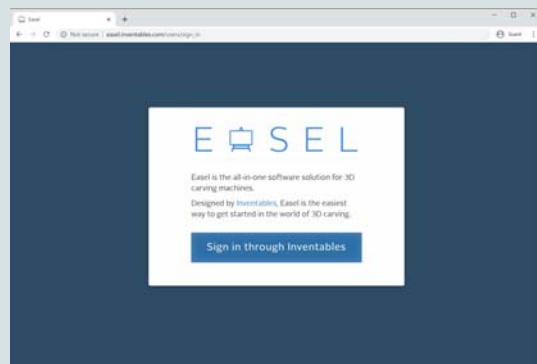 Easel
Not secure | easel.inventables.com/users/sign_in
Guest
E SEL
Easel is the all-in-one software solution for 3D
carving machines.
Designed by Inventables, Easel is the easiest
way to get started in the world of 3D carving.
Sign in through Inventables